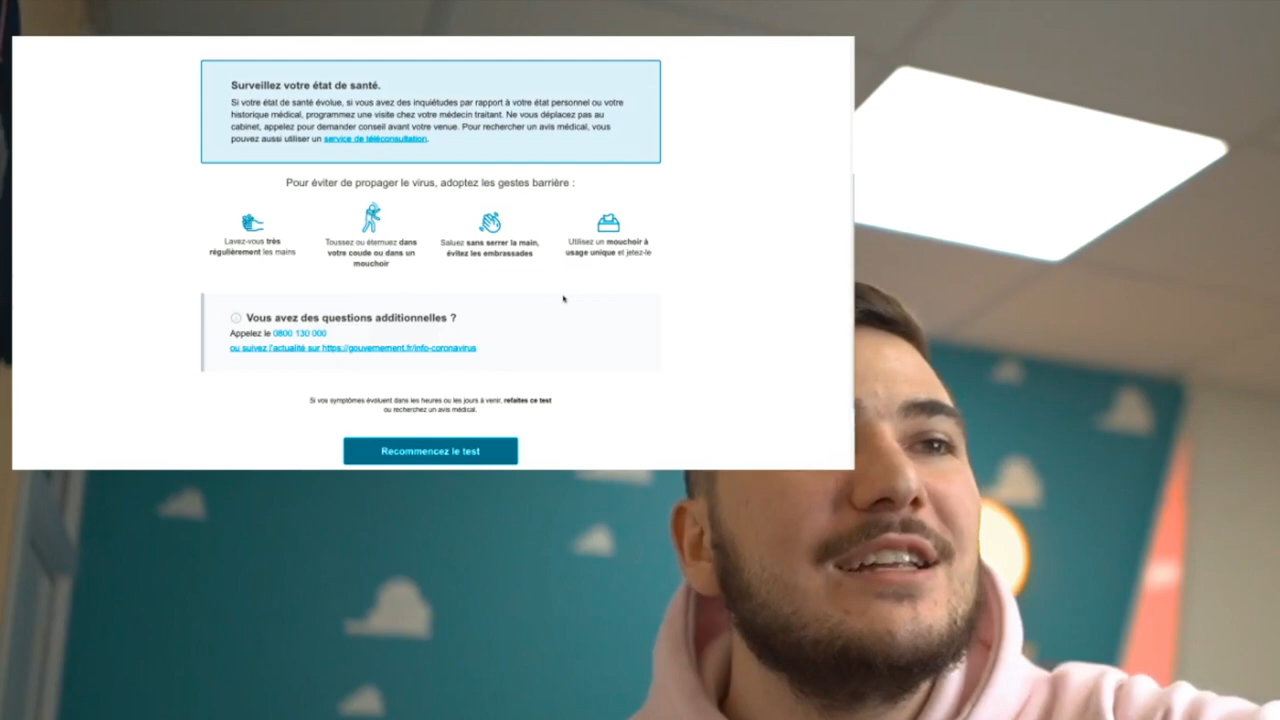 Surveillez votre état de santé.
Si votre état de santé évolue, si vous avez des inquiétudes par rapport à votre état personnel ou votre
historique médical, programmez une visite chez votre médecin traitant. Ne vous déplacez pas au
cabinet, appelez pour demander conseil avant votre venue. Pour rechercher un avis médical, vous
pouvez aussi utiliser un service de téléconsultation.
Pour éviter de propager le virus, adoptez les gestes barrière :
Lavez-vous très
régulièrement les mains
Toussez ou éternuez dans
votre coude ou dans un
mouchoir
Saluez sans serrer la main,
évitez les embrassades
Utilisez un mouchoir à
usage unique et jetez-le
Vous avez des questions additionnelles ?
Appelez le 0800 130 000
ou suivez l'actualité sur https://gouvernement.fr/info-coronavirus
Si vos symptômes évoluent dans les heures ou les jours à venir, refaites ce test
ou recherchez un avis médical.
Recommencez le test